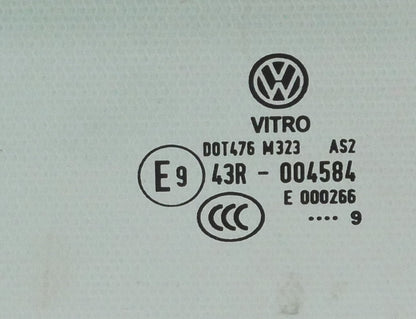 VITRO
DOT476 M323 AS2
E9 43R - 004584
E 000266
CCC
.... 9